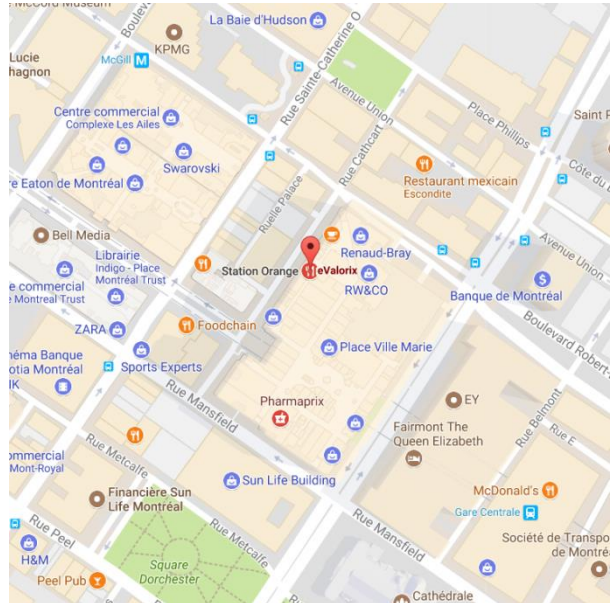 McCord Museum
Boulevard
La Baie d'Hudson
KPMG
Lucie
hagnon
McGill
M
Rue Sainte-Catherine O
Avenue Union
Place Phillips
Saint P
Centre commercial
Complexe Les Ailes
Swarovski
re Eaton de Montréal
Rue Cathcart
Restaurant mexicain
Escondite
Côte du
Ruelle Palace
Bell Media
Renaud-Bray
Avenue Union
Librairie
Indigo - Place
Montréal Trust
Station Orange
eValorix
RW&CO
$
Banque de Montréal
e commercial
e Montreal Trust
ZARA
Foodchain
Boulevard Robert-
Place Ville Marie
néma Banque
otia Montréal
IK
Sports Experts
Rue Mansfield
Pharmaprix
EY
Rue Belmont
Fairmont The
Queen Elizabeth
Rue E
ommercial
Mont-Royal
Rue Metcalfe
Sun Life Building
McDonald's
Financière Sun
Life Montréal
Gare Centrale
Rue Peel
Rue Metcalfe
Rue Mansfield
Société de Transpo
de Montré
H&M
Square
Dorchester
Peel Pub
Cathédrale